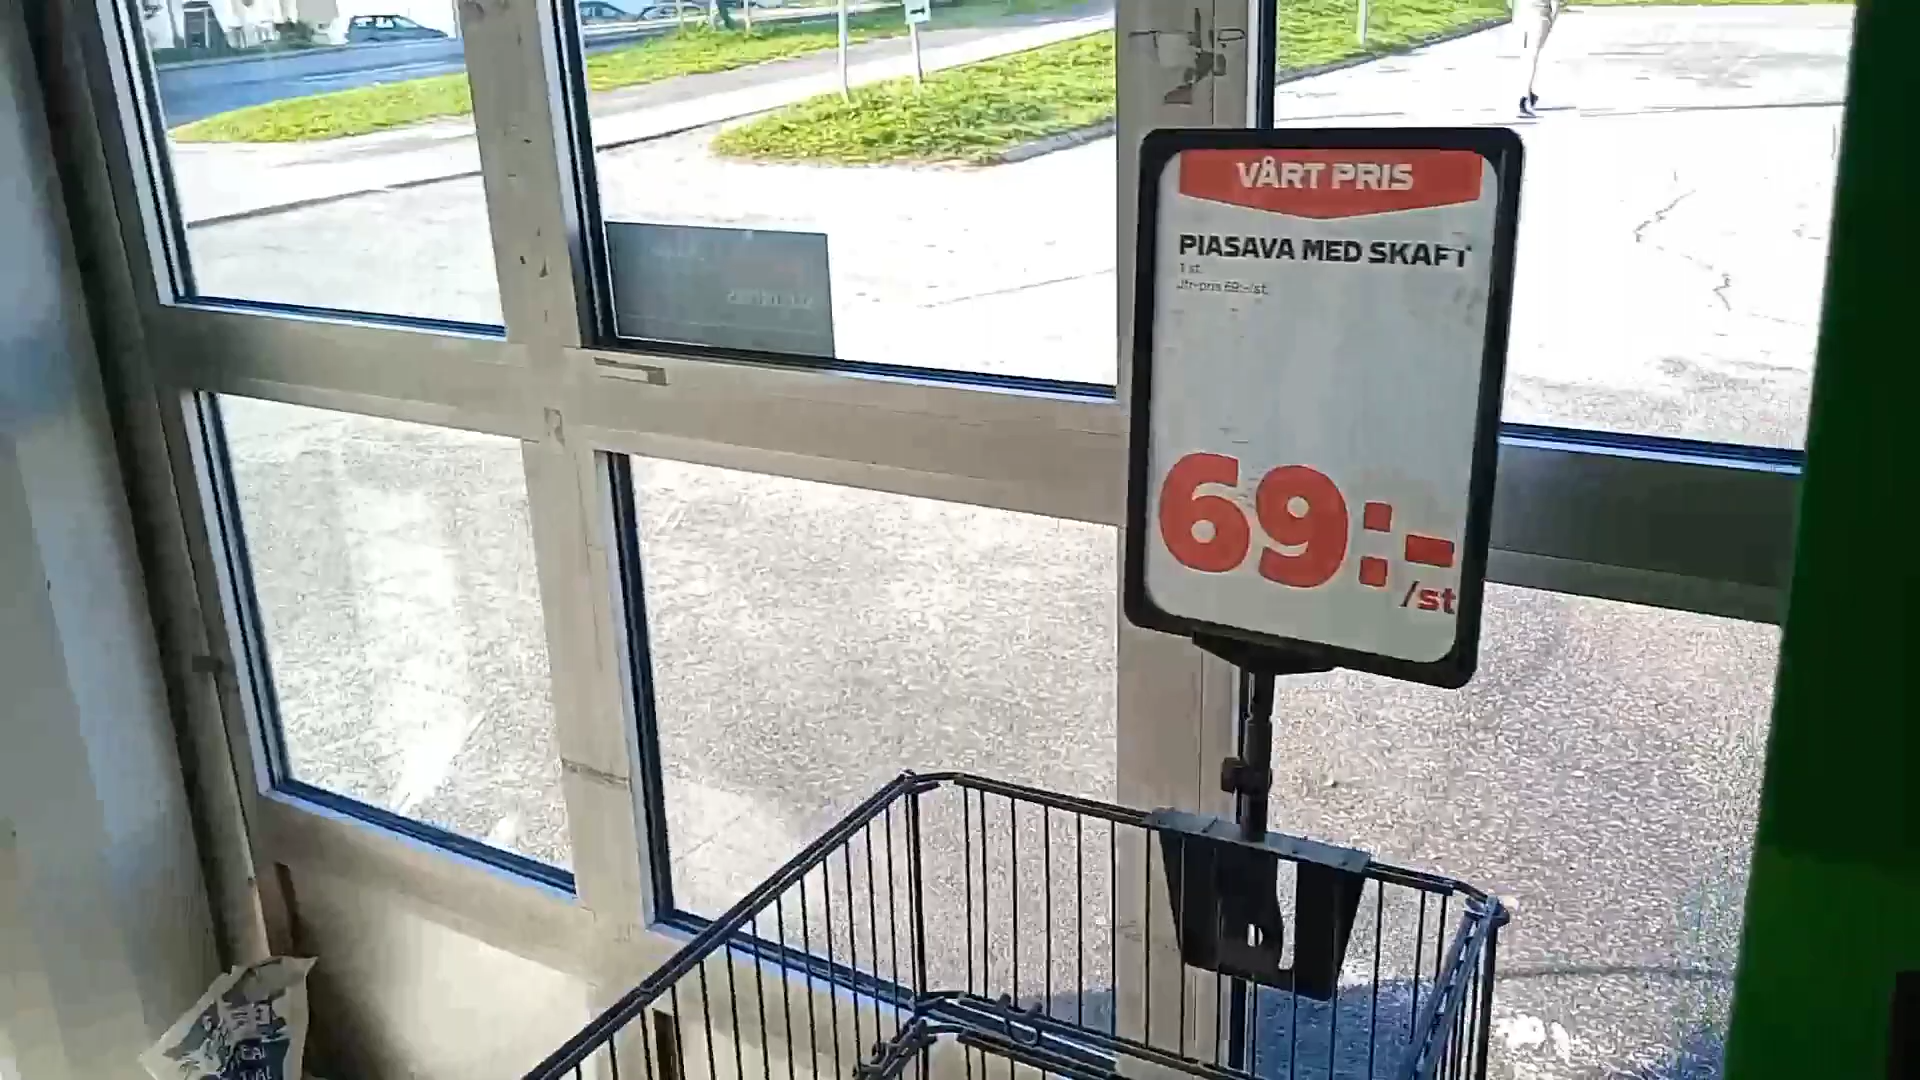 VÅRT PRIS
PIASAVA MED SKAFT
1 st.
Jfr-pris 69:-/st.
69:-
/st